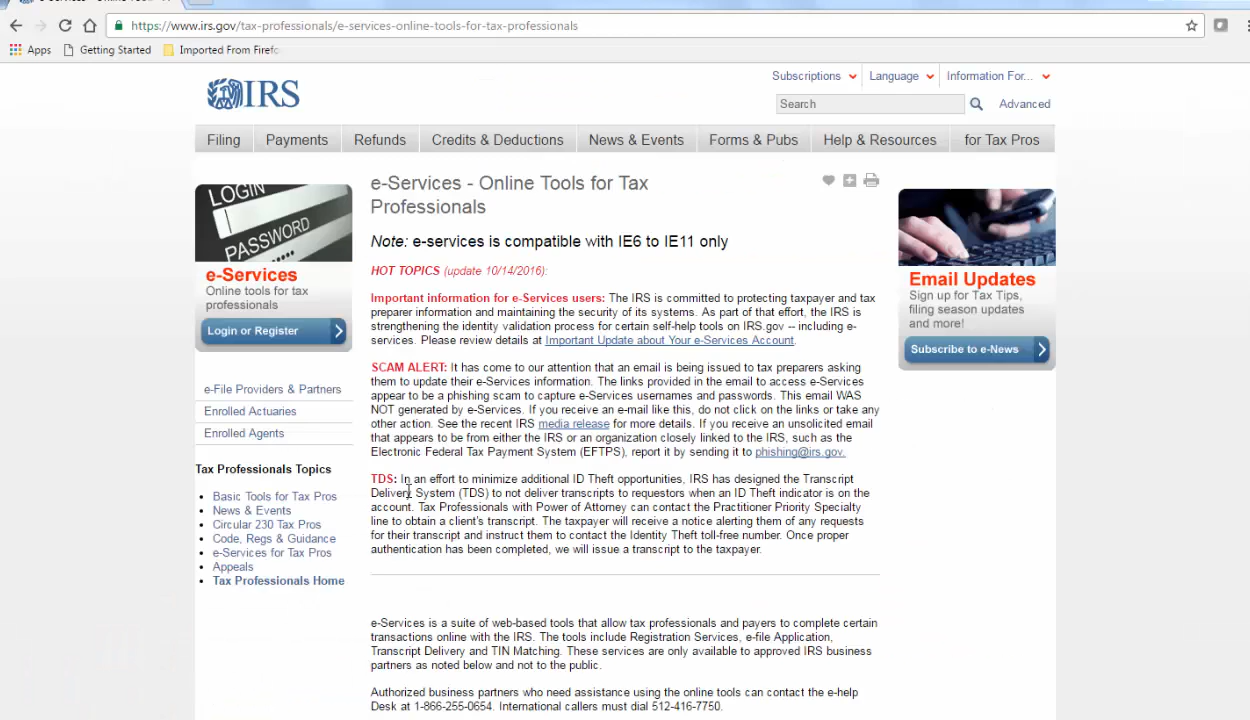 https://www.irs.gov/tax-professionals/e-services-online-tools-for-tax-professionals
Apps
Getting Started
Imported From Firefo
Subscriptions
Language
Information For...
IRS
Search
Advanced
Filing
Payments
Refunds
Credits & Deductions
News & Events
Forms & Pubs
Help & Resources
for Tax Pros
LOGIN
PASSWORD
e-Services
Online tools for tax
professionals
Login or Register
e-File Providers & Partners
Enrolled Actuaries
Enrolled Agents
Tax Professionals Topics
Basic Tools for Tax Pros
News & Events
Circular 230 Tax Pros
Code, Regs & Guidance
e-Services for Tax Pros
Appeals
Tax Professionals Home
e-Services - Online Tools for Tax
Professionals
Note: e-services is compatible with IE6 to IE11 only
HOT TOPICS (update 10/14/2016):
Important information for e-Services users: The IRS is committed to protecting taxpayer and tax
preparer information and maintaining the security of its systems. As part of that effort, the IRS is
strengthening the identity validation process for certain self-help tools on IRS.gov -- including e-
services. Please review details at Important Update about Your e-Services Account.
SCAM ALERT: It has come to our attention that an email is being issued to tax preparers asking
them to update their e-Services information. The links provided in the email to access e-Services
appear to be a phishing scam to capture e-Services usernames and passwords. This email WAS
NOT generated by e-Services. If you receive an e-mail like this, do not click on the links or take any
other action. See the recent IRS media release for more details. If you receive an unsolicited email
that appears to be from either the IRS or an organization closely linked to the IRS, such as the
Electronic Federal Tax Payment System (EFTPS), report it by sending it to phishing@irs.gov.
TDS: In an effort to minimize additional ID Theft opportunities, IRS has designed the Transcript
Delivery System (TDS) to not deliver transcripts to requestors when an ID Theft indicator is on the
account. Tax Professionals with Power of Attorney can contact the Practitioner Priority Specialty
line to obtain a client's transcript. The taxpayer will receive a notice alerting them of any requests
for their transcript and instruct them to contact the Identity Theft toll-free number. Once proper
authentication has been completed, we will issue a transcript to the taxpayer.
e-Services is a suite of web-based tools that allow tax professionals and payers to complete certain
transactions online with the IRS. The tools include Registration Services, e-file Application,
Transcript Delivery and TIN Matching. These services are only available to approved IRS business
partners as noted below and not to the public.
Authorized business partners who need assistance using the online tools can contact the e-help
Desk at 1-866-255-0654. International callers must dial 512-416-7750.
Email Updates
Sign up for Tax Tips,
filing season updates
and more!
Subscribe to e-News